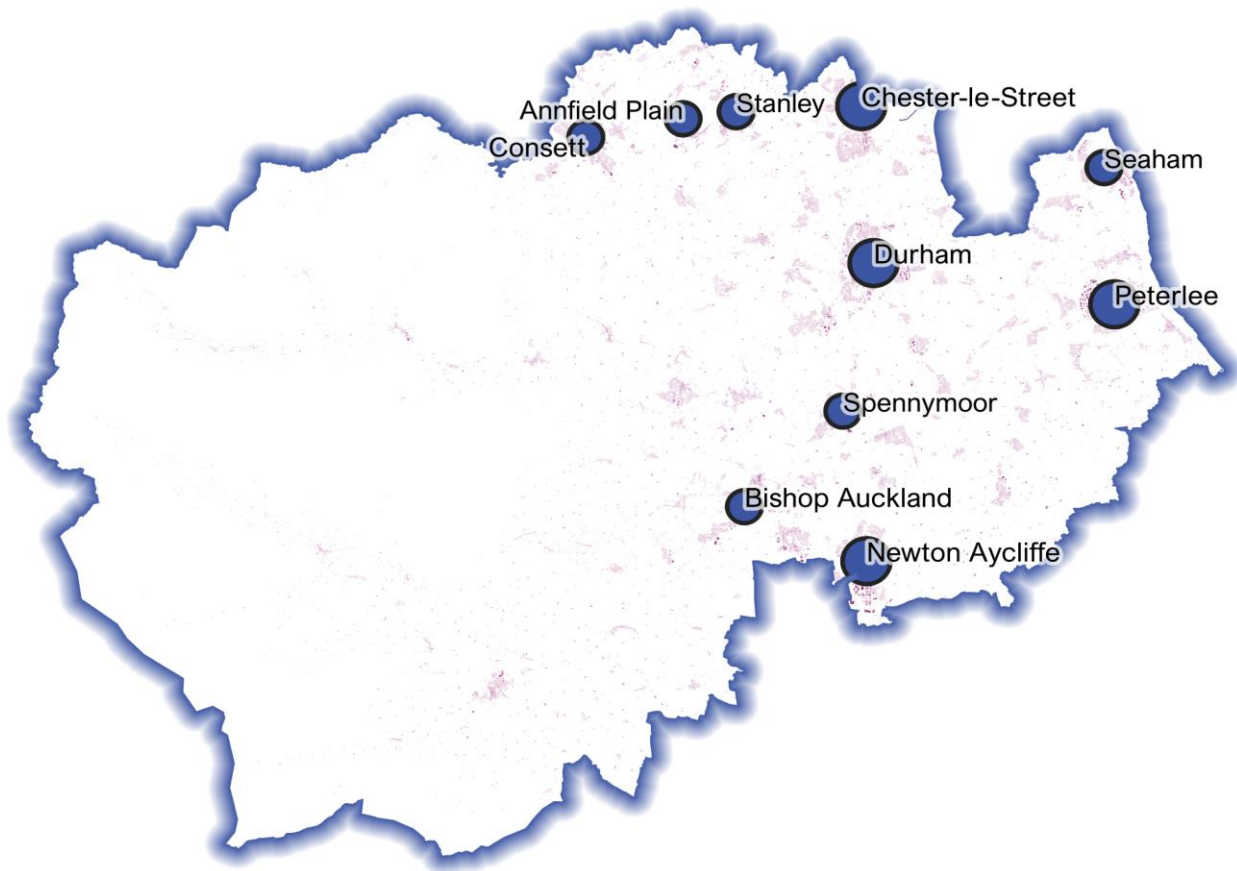 Chester-le-Street
Annfield Plain
Stanley
Consett
Seaham
Durham
Peterlee
Spennymoor
Bishop Auckland
Newton Aycliffe